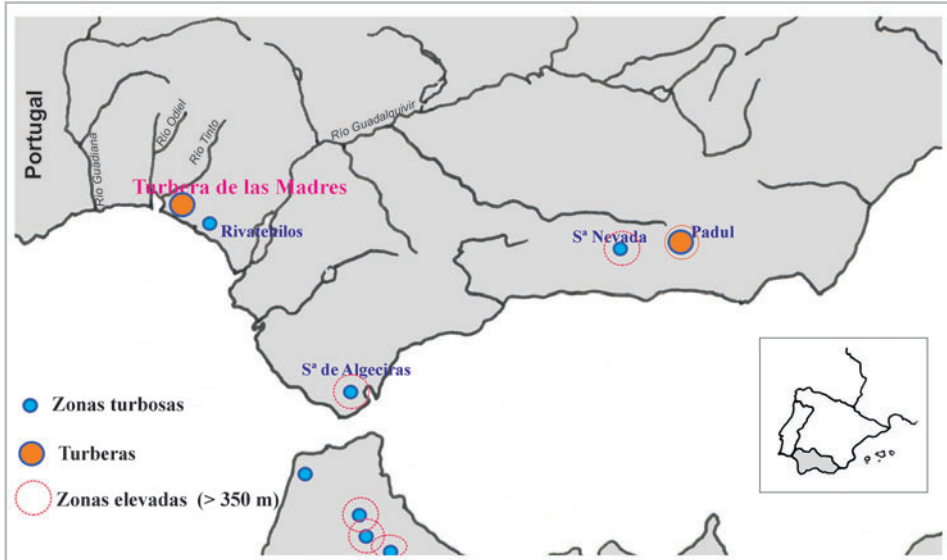 Portugal
Río Guadiana
Río Odiel
Río Tinto
Río Guadalquivir
Turbera de las Madres
Rivatehilos
Sª Nevada
Padul
Sª de Algeciras
Zonas turbosas
Turberas
Zonas elevadas (> 350 m)